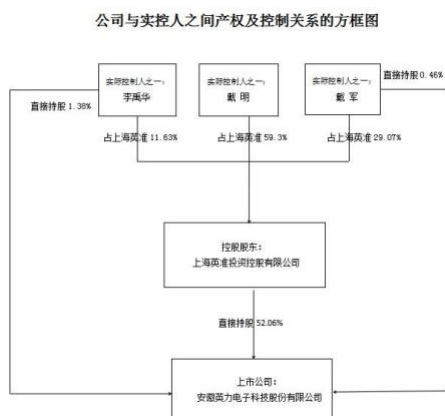 公司与实控人之间产权及控制关系的方框图
实际控制人之一：
李禹华
实际控制人之一：
戴 明
实际控制人之一：
戴 军
直接持股 1.38%
直接持股 0.46%
占上海英准 11.63%
占上海英准 59.3%
占上海英准 29.07%
控股股东：
上海英准投资控股有限公司
直接持股 52.06%
上市公司：
安徽英力电子科技股份有限公司